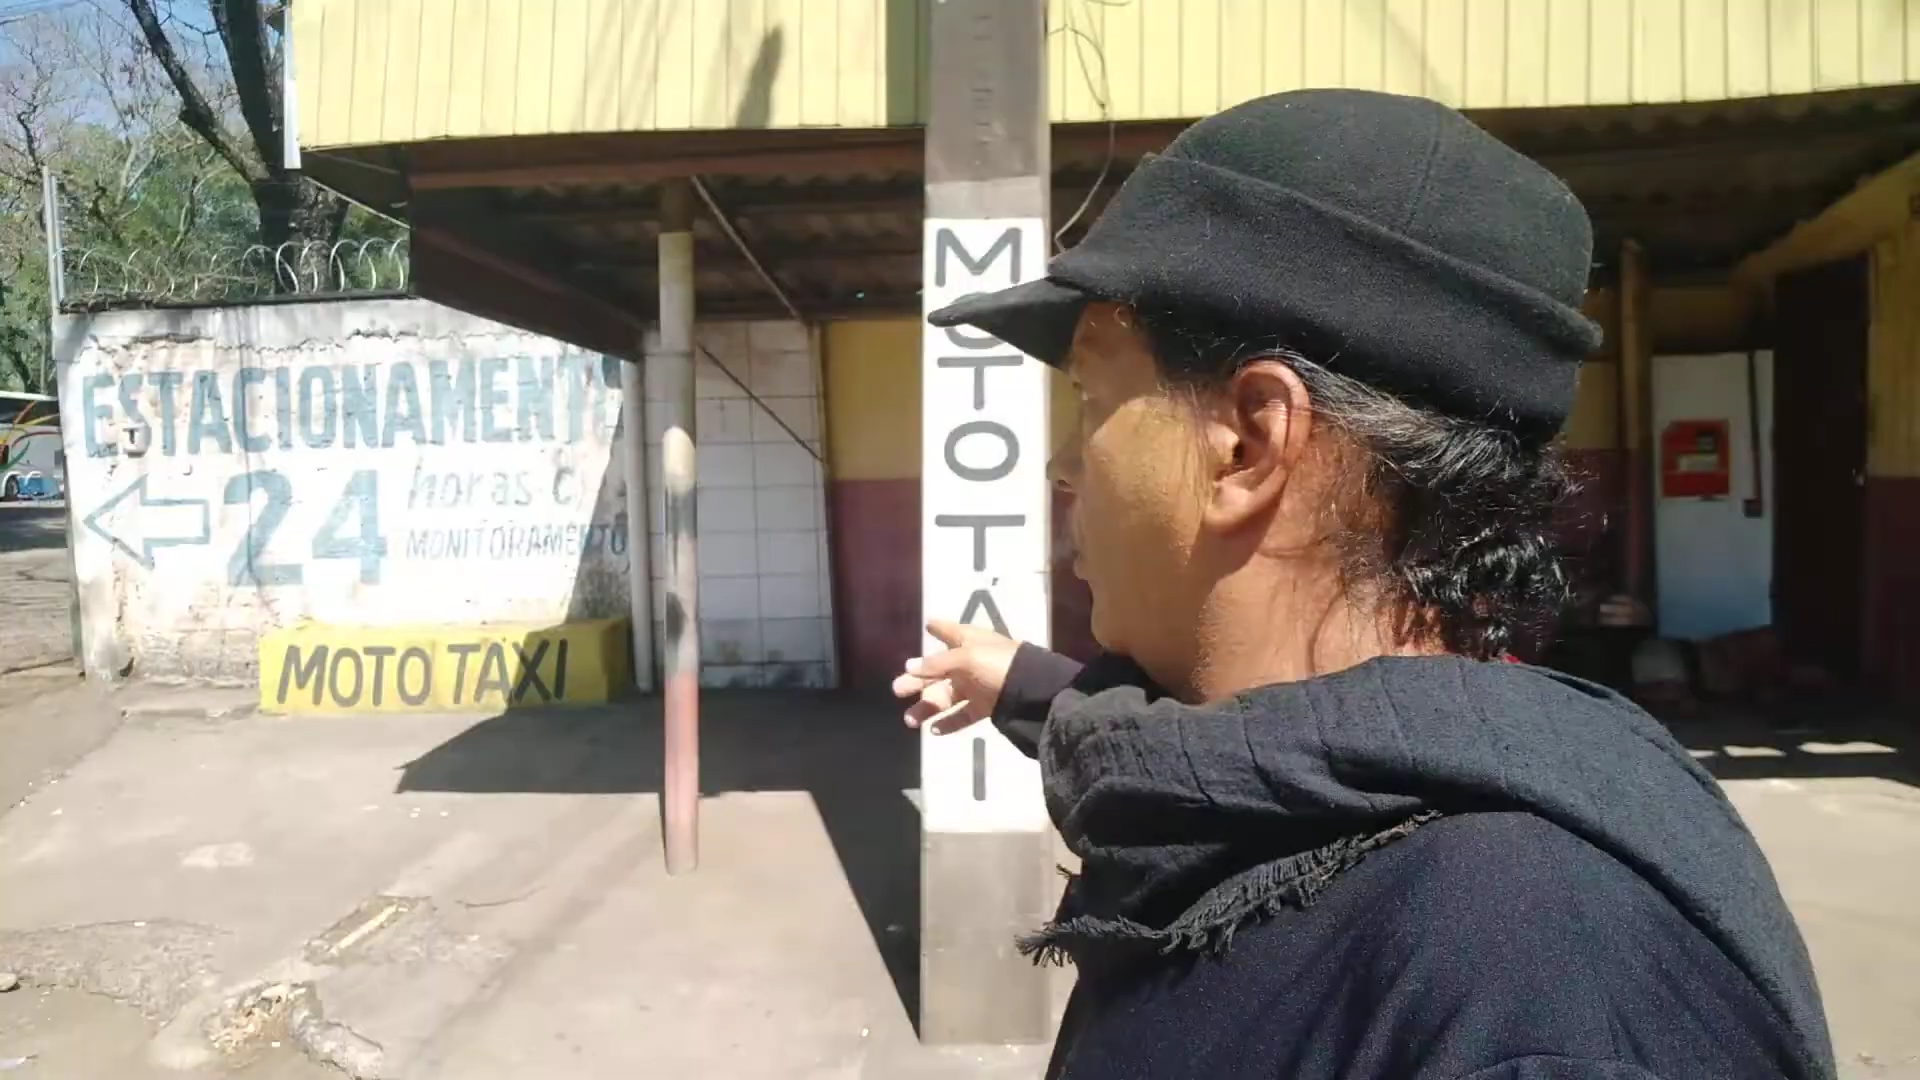 ESTACIONAMENTO
24 horas c/
MONITORAMENTO
MOTO TAXI
MOTO TÁXI